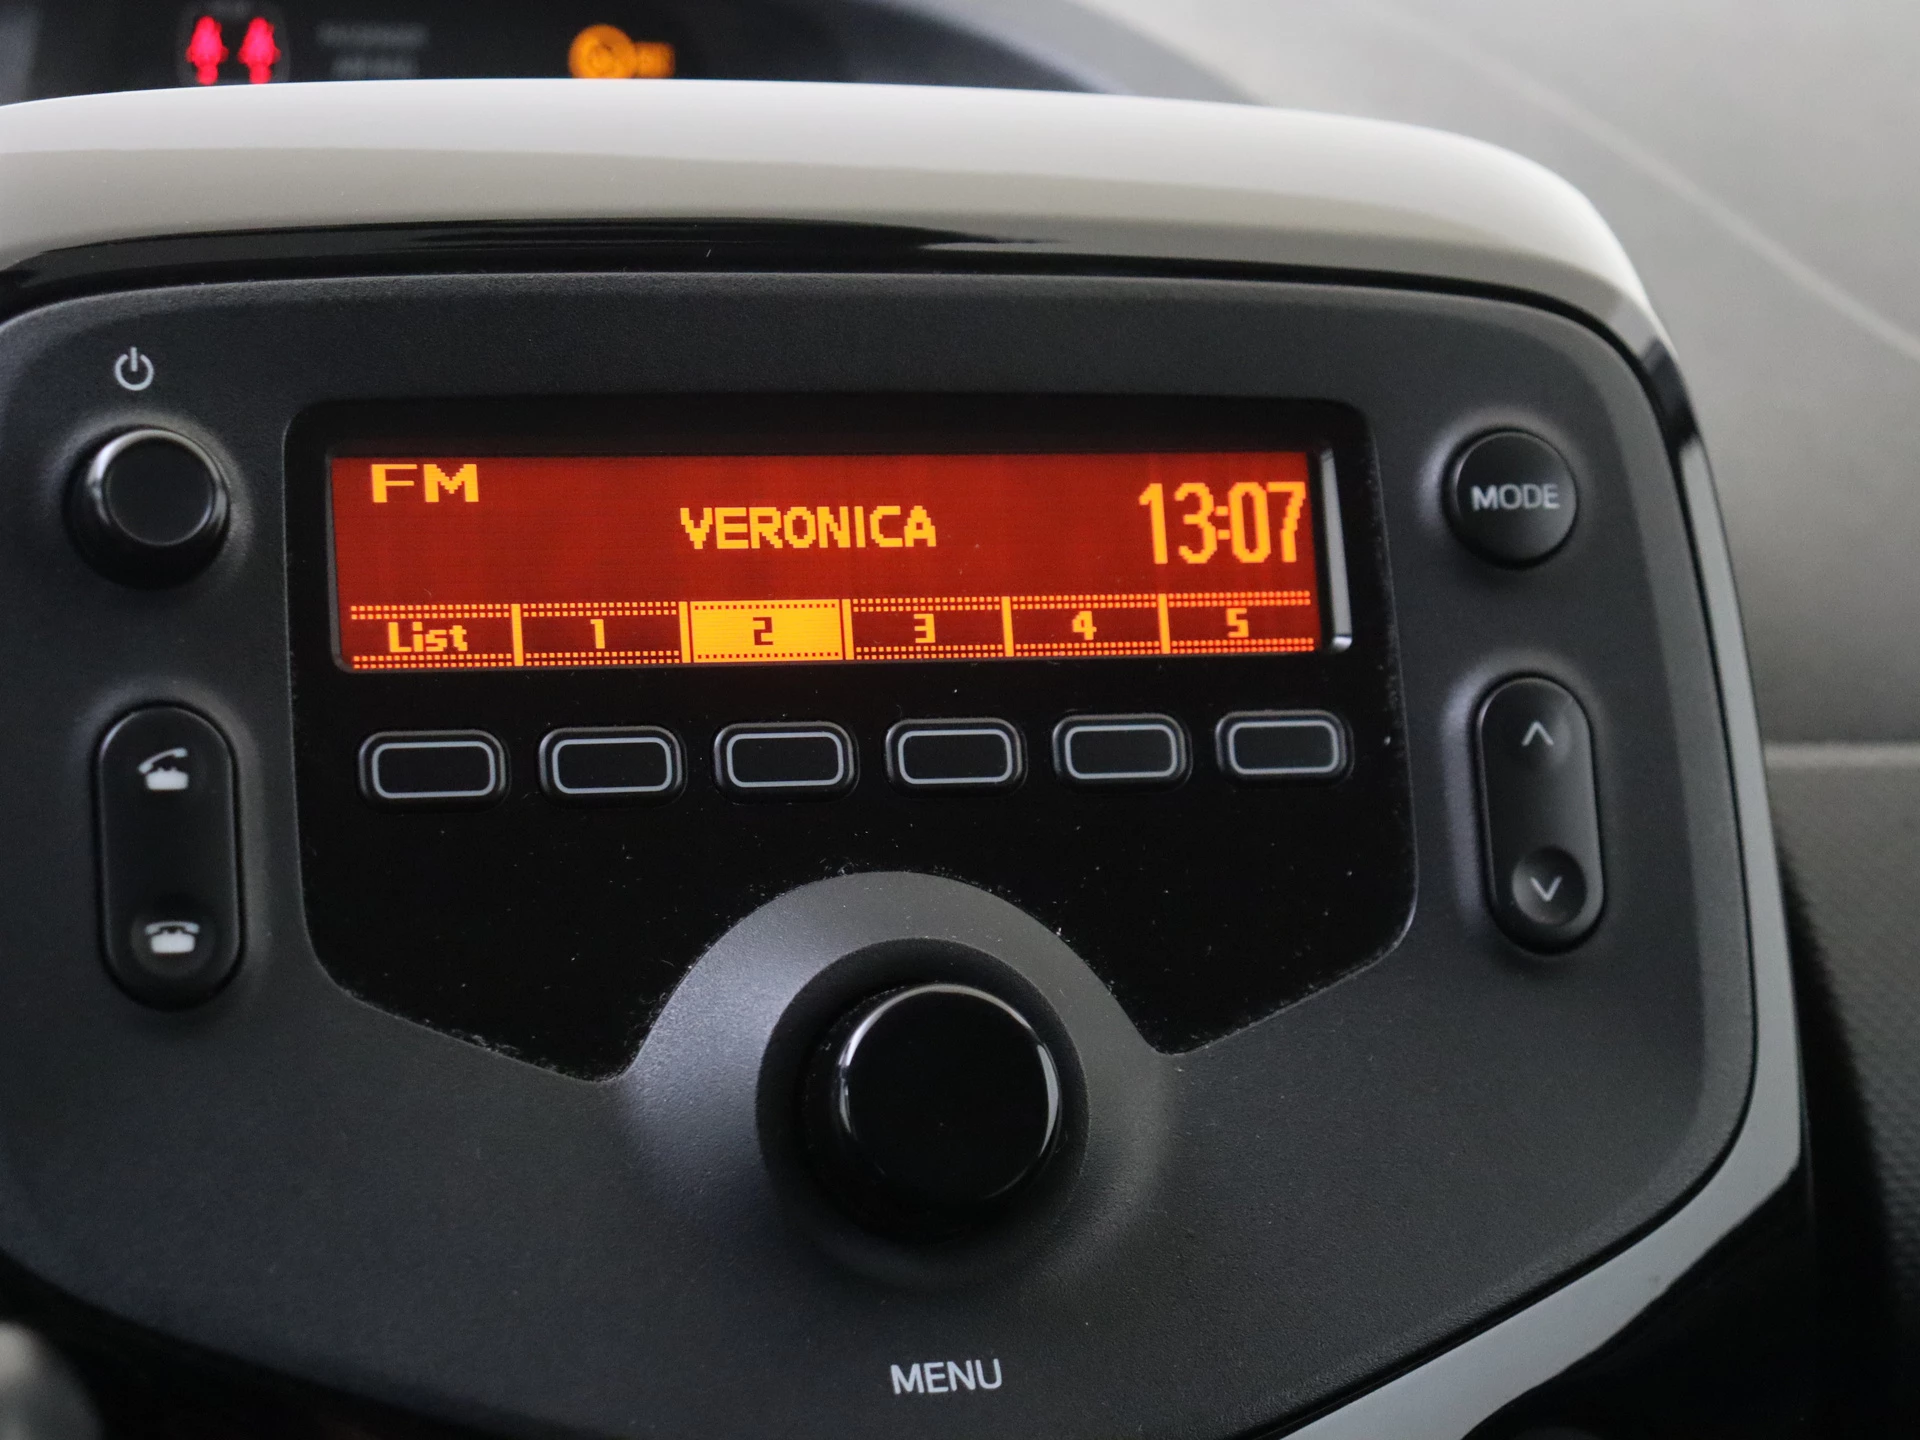 FM
VERONICA
13:07
List 1 2 3 4 5
MODE
MENU